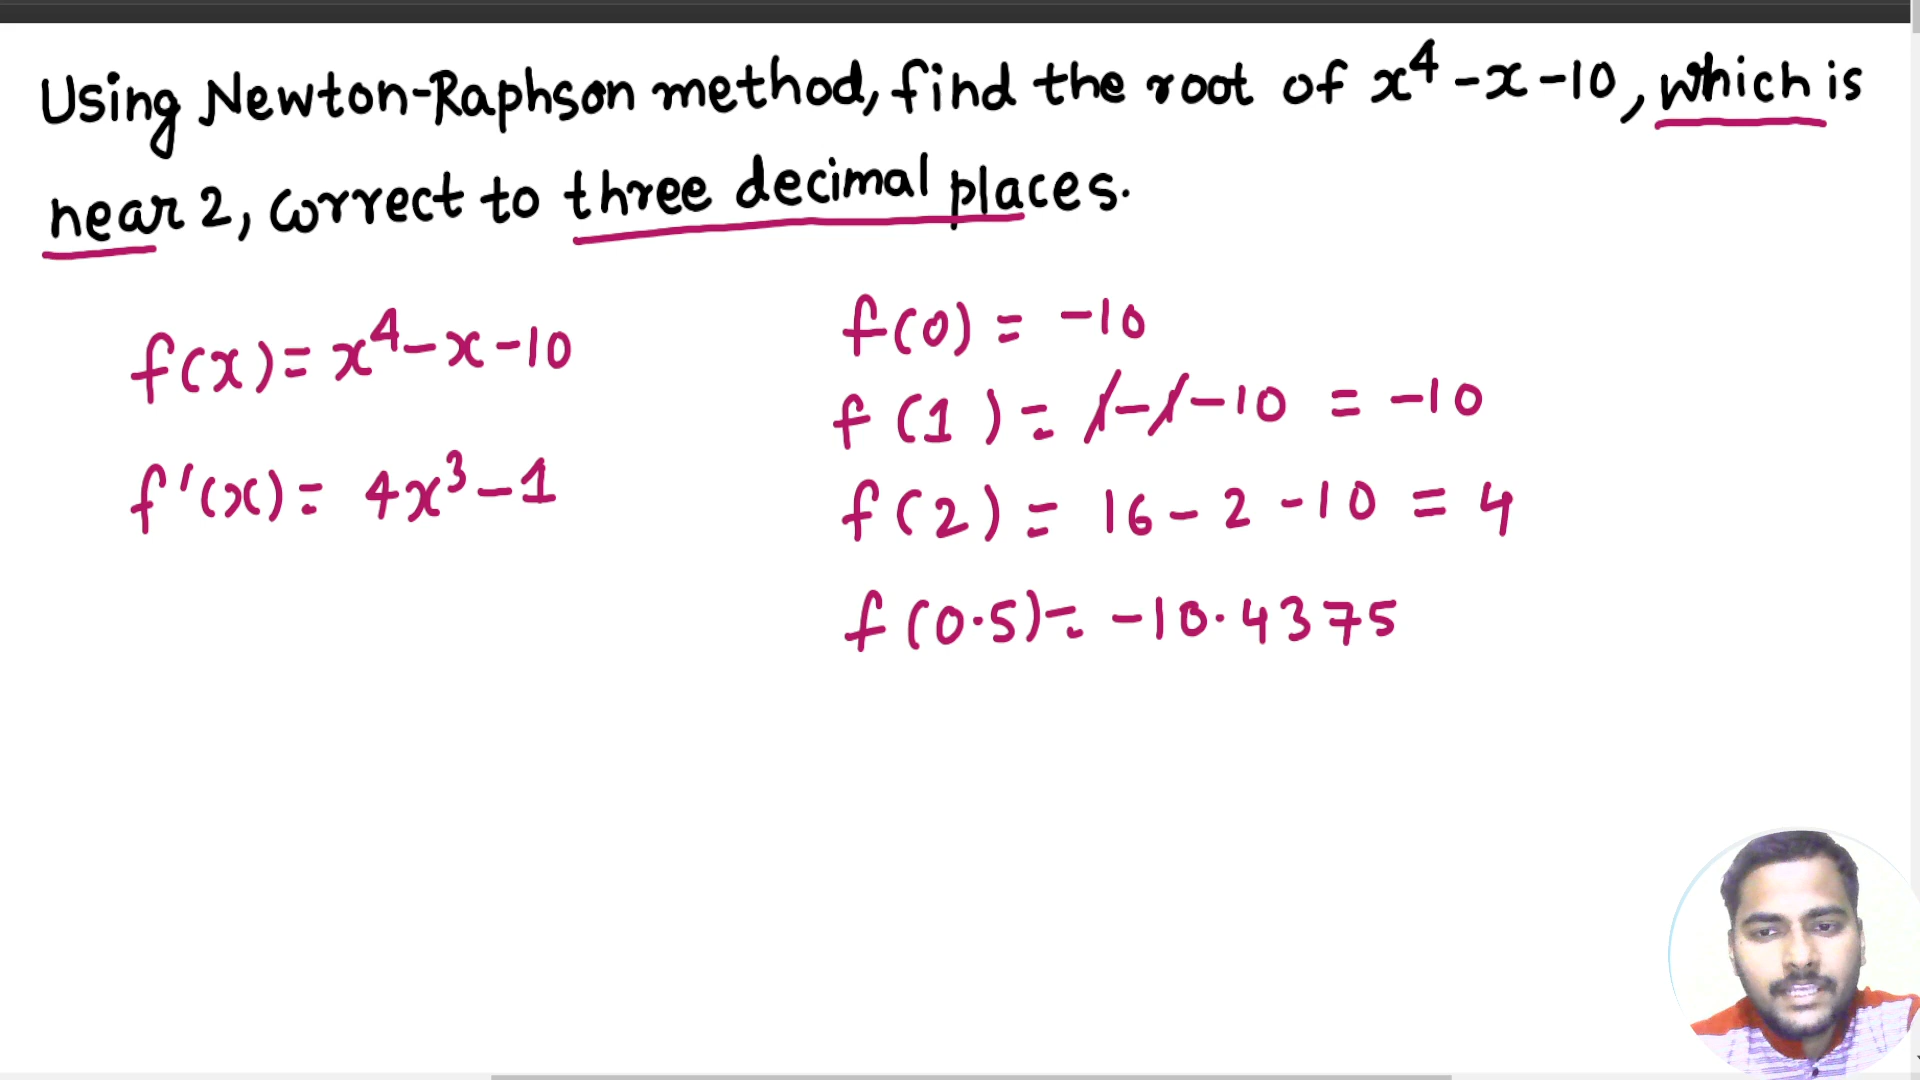 Using Newton-Raphson method, find the root of x⁴-x-10, which is
near 2, correct to three decimal places.
f(x)= x⁴-x-10
f'(x)= 4x³-1
f(0)= -10
f(1)= 1-1-10 = -10
f(2)= 16-2-10 = 4
f(0.5)= -10.4375